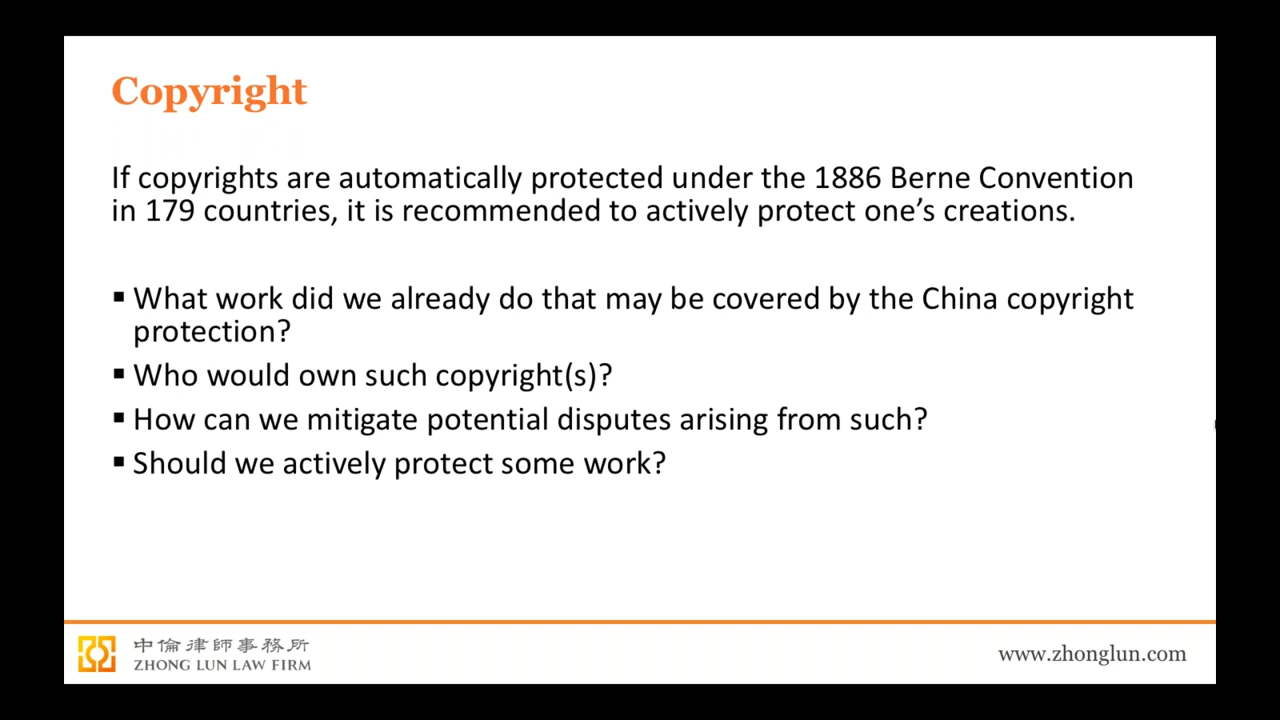 Copyright
If copyrights are automatically protected under the 1886 Berne Convention
in 179 countries, it is recommended to actively protect one’s creations.
▪ What work did we already do that may be covered by the China copyright
protection?
▪ Who would own such copyright(s)?
▪ How can we mitigate potential disputes arising from such?
▪ Should we actively protect some work?
中倫律師事務所
ZHONG LUN LAW FIRM
www.zhonglun.com